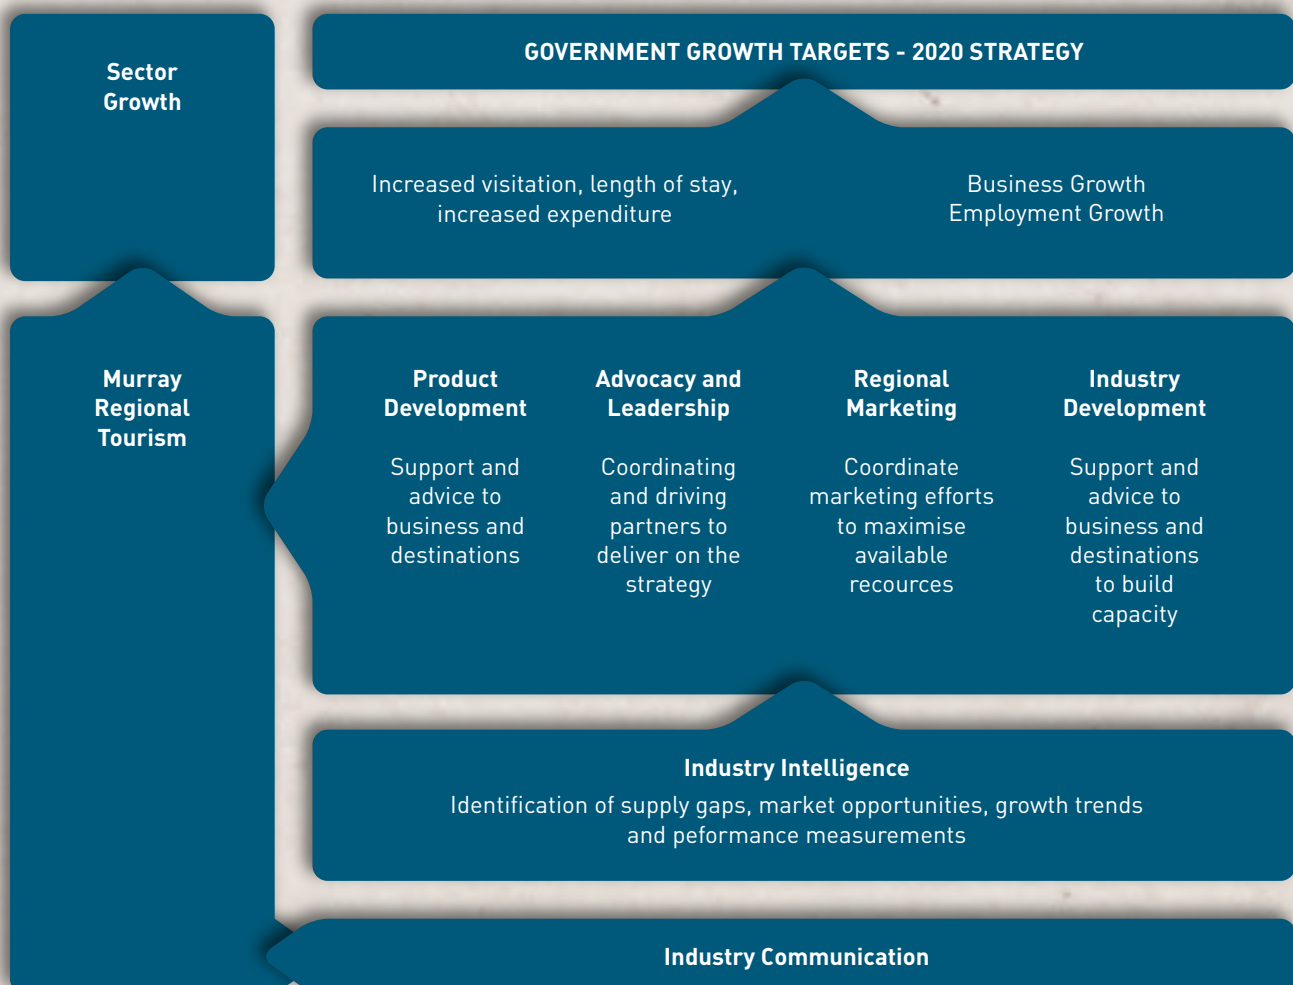 Sector
Growth
GOVERNMENT GROWTH TARGETS - 2020 STRATEGY
Increased visitation, length of stay,
increased expenditure
Business Growth
Employment Growth
Murray
Regional
Tourism
Product
Development
Support and
advice to
business and
destinations
Advocacy and
Leadership
Coordinating
and driving
partners to
deliver on the
strategy
Regional
Marketing
Coordinate
marketing efforts
to maximise
available
recources
Industry
Development
Support and
advice to
business and
destinations
to build
capacity
Industry Intelligence
Identification of supply gaps, market opportunities, growth trends
and peformance measurements
Industry Communication